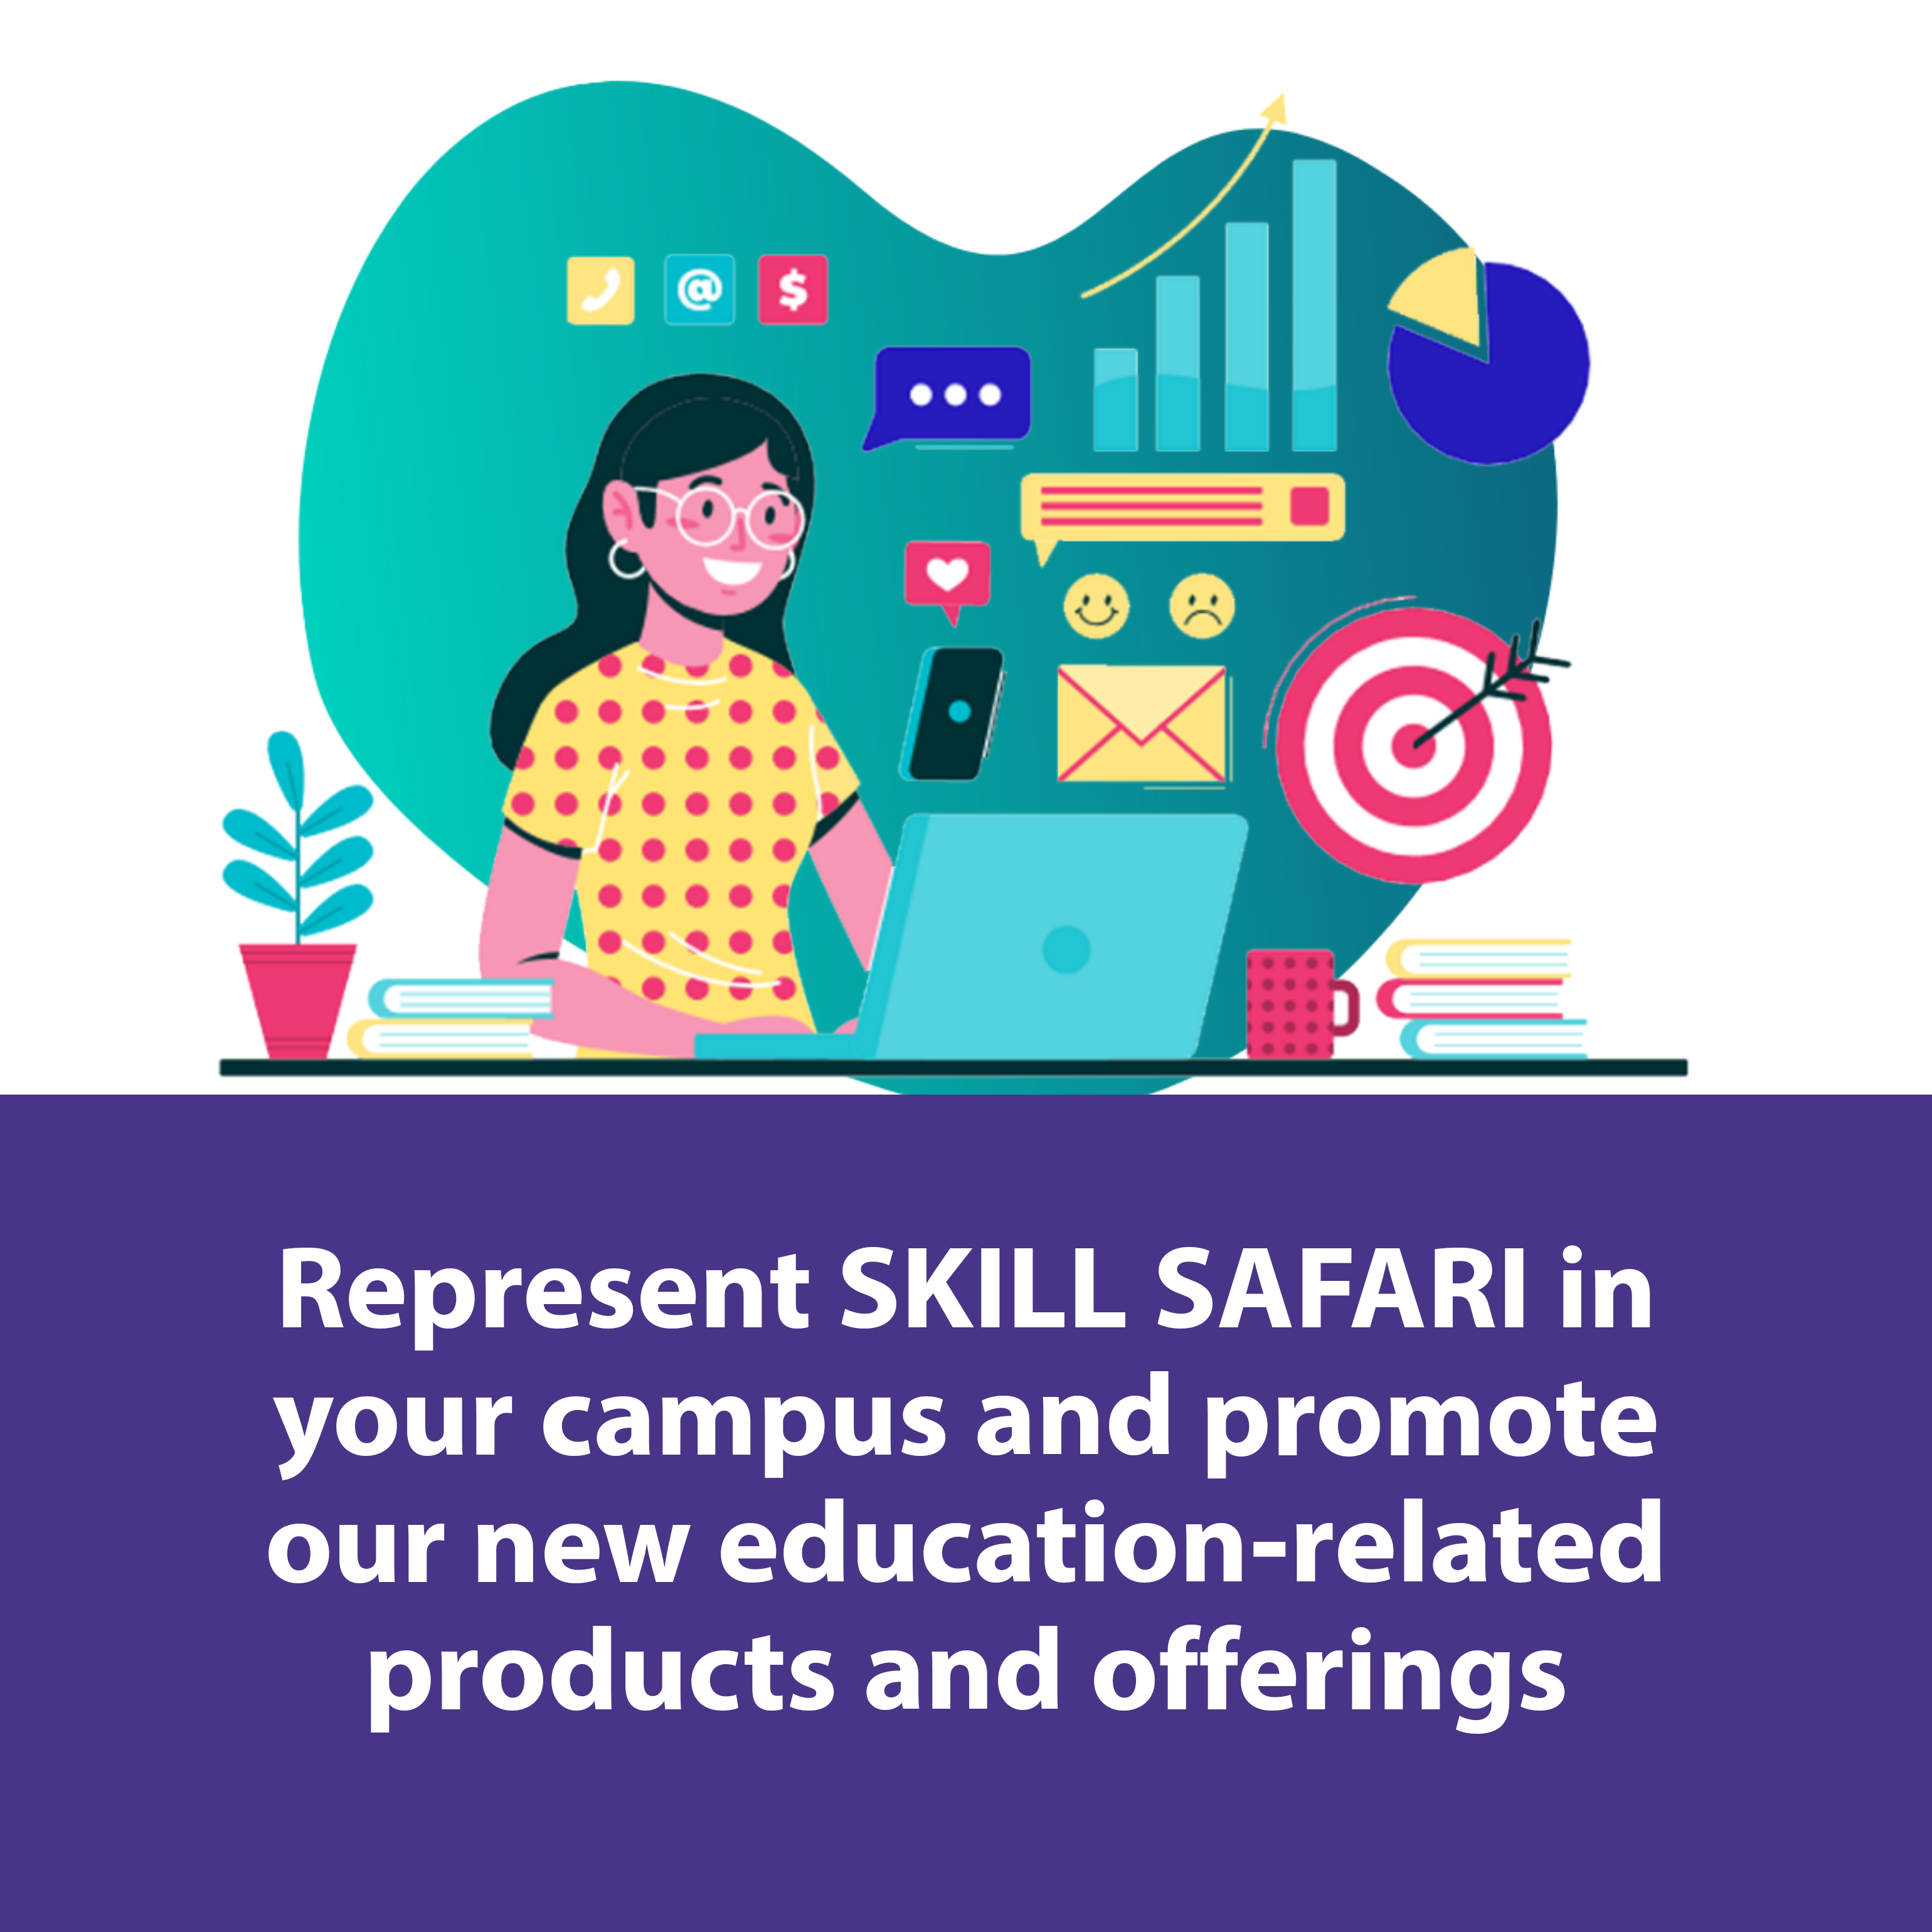 @
$
Represent SKILL SAFARI in
your campus and promote
our new education-related
products and offerings